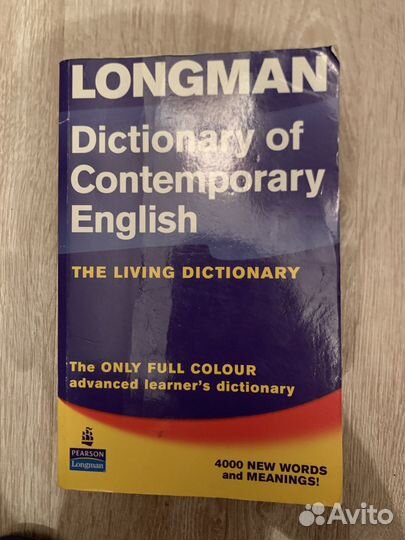 LONGMAN
Dictionary of
Contemporary
English
THE LIVING DICTIONARY
The ONLY FULL COLOUR
advanced learner's dictionary
PEARSON
Longman
4000 NEW WORDS
and MEANINGS!
Avito